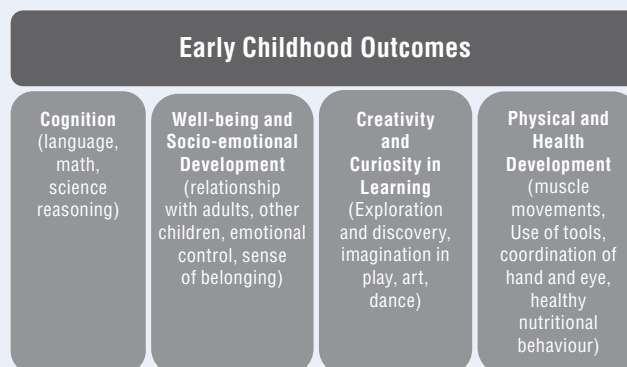 Early Childhood Outcomes
Cognition
(language,
math,
science
reasoning)
Well-being and
Socio-emotional
Development
(relationship
with adults, other
children, emotional
control, sense
of belonging)
Creativity
and
Curiosity in
Learning
(Exploration
and discovery,
imagination in
play, art,
dance)
Physical and
Health
Development
(muscle
movements,
Use of tools,
coordination of
hand and eye,
healthy
nutritional
behaviour)